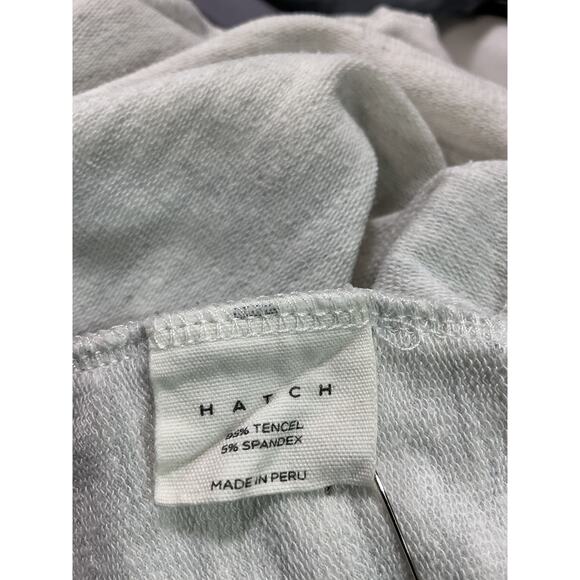 HATCH
95% TENCEL
5% SPANDEX
MADE IN PERU